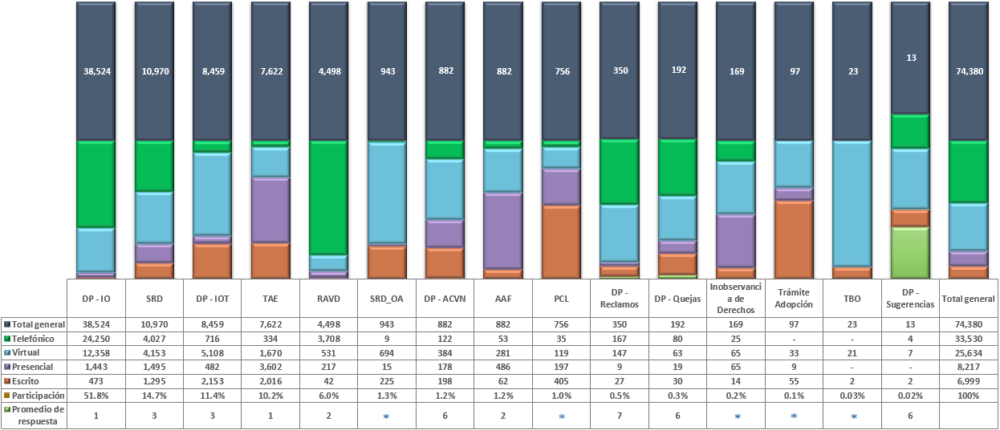 38,524 10,970 8,459 7,622 4,498 943 882 882 756 350 192 169 97 23 13 74,380
DP - IO SRD DP - IOT TAE RAVD SRD_OA DP - ACVN AAF PCL DP - Reclamos DP - Quejas Inobservancia de Derechos Trámite Adopción TBO DP - Sugerencias Total general
Total general 38,524 10,970 8,459 7,622 4,498 943 882 882 756 350 192 169 97 23 13 74,380
Telefónico 24,250 4,027 716 334 3,708 9 122 53 35 167 80 25 - - 4 33,530
Virtual 12,358 4,153 5,108 1,670 531 694 384 281 119 147 63 65 33 21 7 25,634
Presencial 1,443 1,495 482 3,602 217 15 178 486 197 9 19 65 9 - - 8,217
Escrito 473 1,295 2,153 2,016 42 225 198 62 405 27 30 14 55 2 2 6,999
Participación 51.8% 14.7% 11.4% 10.2% 6.0% 1.3% 1.2% 1.2% 1.0% 0.5% 0.3% 0.2% 0.1% 0.03% 0.02% 100%
Promedio de respuesta 1 3 3 1 2 * 6 2 * 7 6 * * * 6